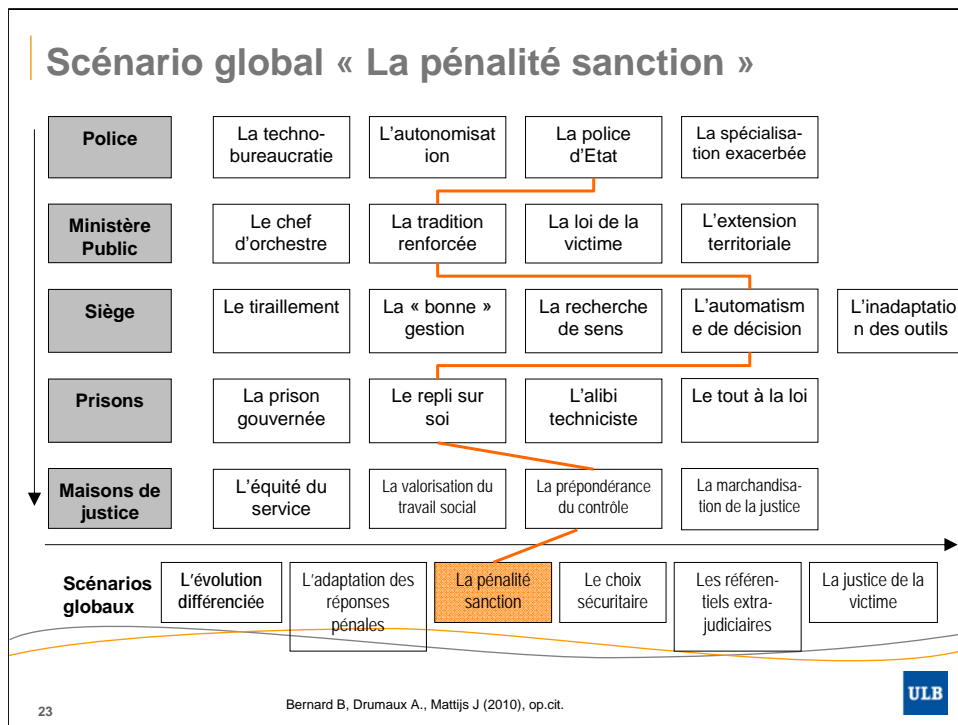 Scénario global « La pénalité sanction »
Police
La techno-
bureaucratie
L’autonomisat
ion
La police
d’Etat
La spécialisa-
tion exacerbée
Ministère
Public
Le chef
d’orchestre
La tradition
renforcée
La loi de la
victime
L’extension
territoriale
Siège
Le tiraillement
La « bonne »
gestion
La recherche
de sens
L’automatism
e de décision
L’inadaptatio
n des outils
Prisons
La prison
gouvernée
Le repli sur
soi
L’alibi
techniciste
Le tout à la loi
Maisons de
justice
L’équité du
service
La valorisation du
travail social
La prépondérance
du contrôle
La marchandisa-
tion de la justice
Scénarios
globaux
L’évolution
différenciée
L’adaptation des
réponses
pénales
La pénalité
sanction
Le choix
sécuritaire
Les référen-
tiels extra-
judiciaires
La justice de la
victime
23
Bernard B, Drumaux A., Mattijs J (2010), op.cit.
ULB